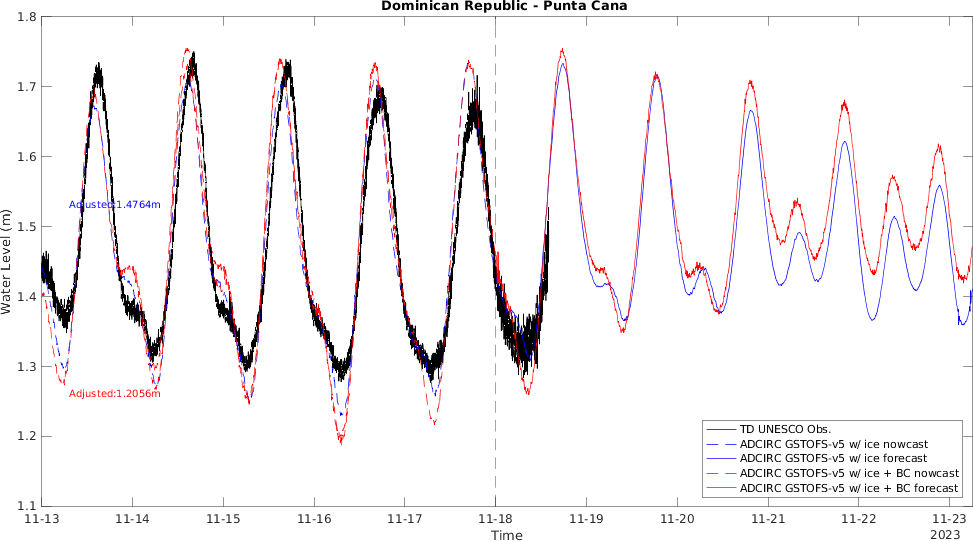 Dominican Republic - Punta Cana
1.8
1.7
1.6
1.5
1.4
1.3
1.2
1.1
Water Level (m)
Adjusted:1.4764m
Adjusted:1.2056m
TD UNESCO Obs.
ADCIRC GSTOFS-v5 w/ ice nowcast
ADCIRC GSTOFS-v5 w/ ice forecast
ADCIRC GSTOFS-v5 w/ ice + BC nowcast
ADCIRC GSTOFS-v5 w/ ice + BC forecast
11-13 11-14 11-15 11-16 11-17 11-18 11-19 11-20 11-21 11-22 11-23
2023
Time